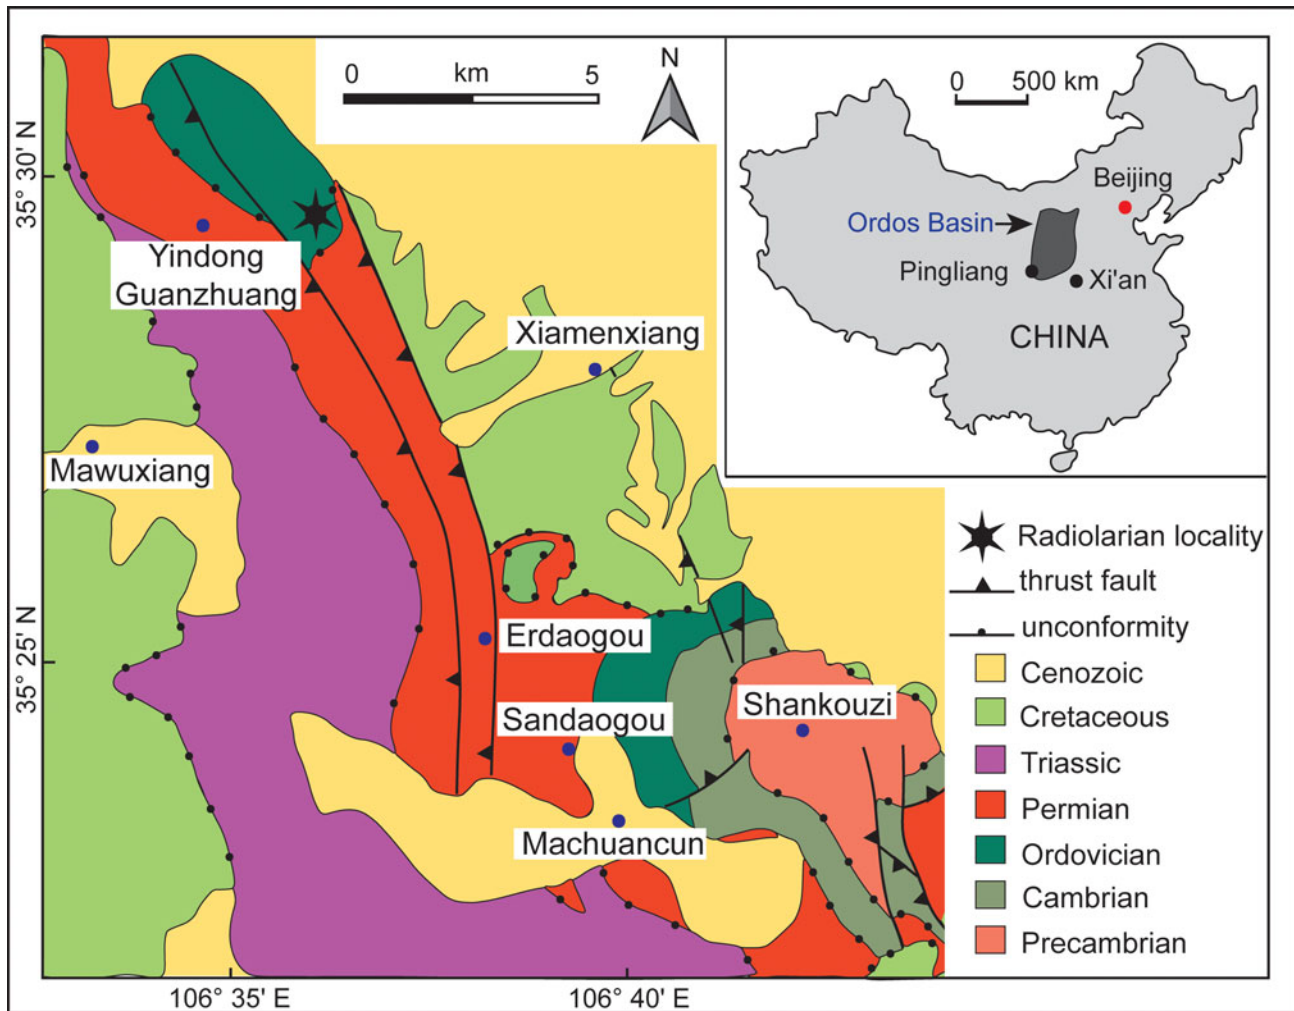 0 km 5
N
0 500 km
Beijing
Ordos Basin
Pingliang
Xi'an
CHINA
35° 30' N
35° 25' N
Yindong
Guanzhuang
Xiamenxiang
Mawuxiang
Erdaogou
Sandaogou
Shankouzi
Machuancun
Radiolarian locality
thrust fault
unconformity
Cenozoic
Cretaceous
Triassic
Permian
Ordovician
Cambrian
Precambrian
106° 35' E
106° 40' E